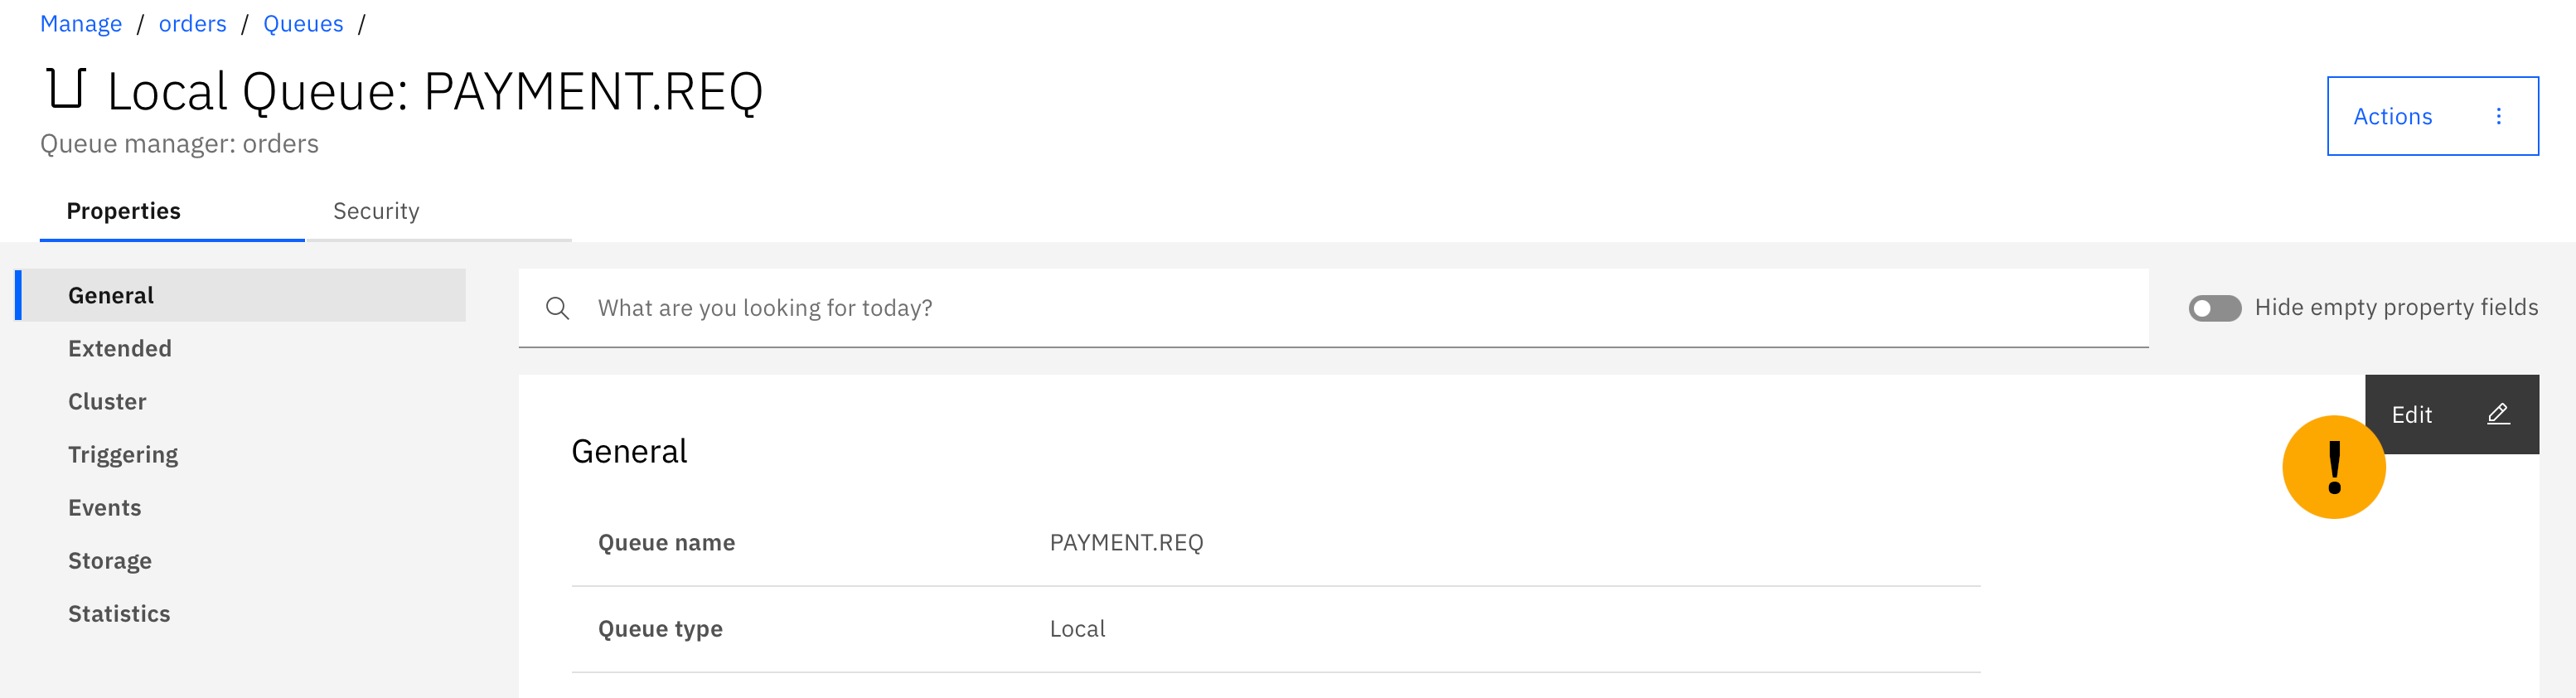 Manage / orders / Queues /
Local Queue: PAYMENT.REQ
Queue manager: orders
Actions
Properties
Security
General
Extended
Cluster
Triggering
Events
Storage
Statistics
What are you looking for today?
Hide empty property fields
Edit
!
General
Queue name PAYMENT.REQ
Queue type Local